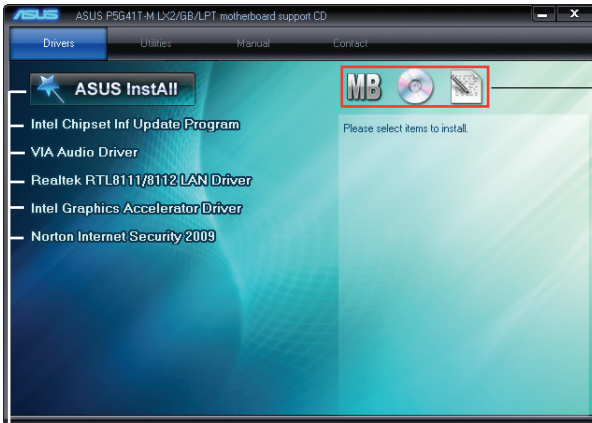 ASUS ASUS P5G41T-M LX2/GB/LPT motherboard support CD
Drivers Utilities Manual Contact
ASUS InstAll
MB
Intel Chipset Inf Update Program
Please select items to install.
VIA Audio Driver
Realtek RTL8111/8112 LAN Driver
Intel Graphics Accelerator Driver
Norton Internet Security 2009